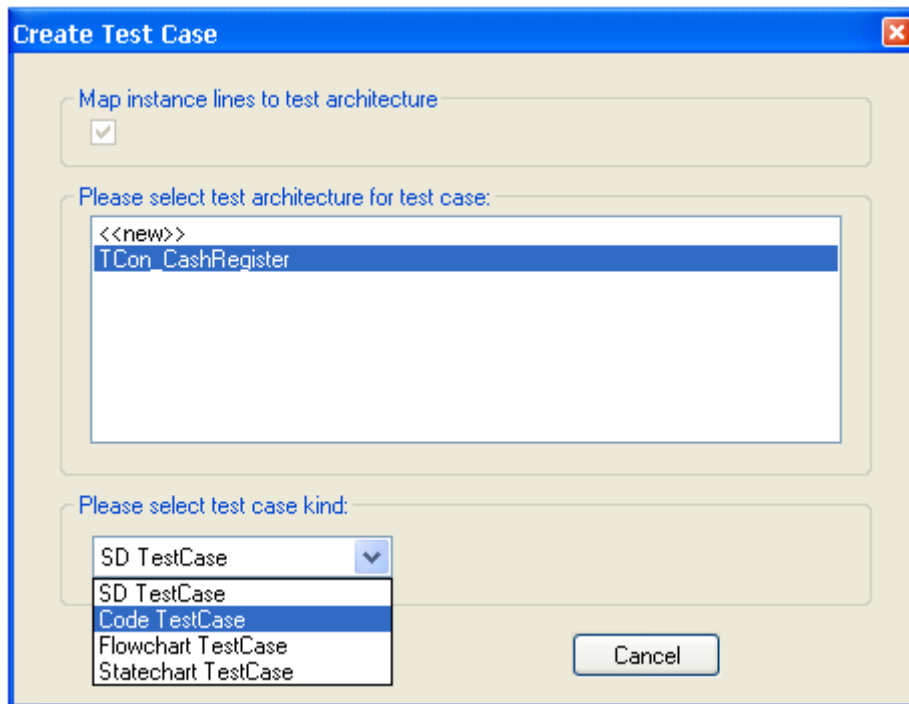 Create Test Case
Map instance lines to test architecture
Please select test architecture for test case:
<<new>>
TCon_CashRegister
Please select test case kind:
SD TestCase
SD TestCase
Code TestCase
Flowchart TestCase
Statechart TestCase
Cancel